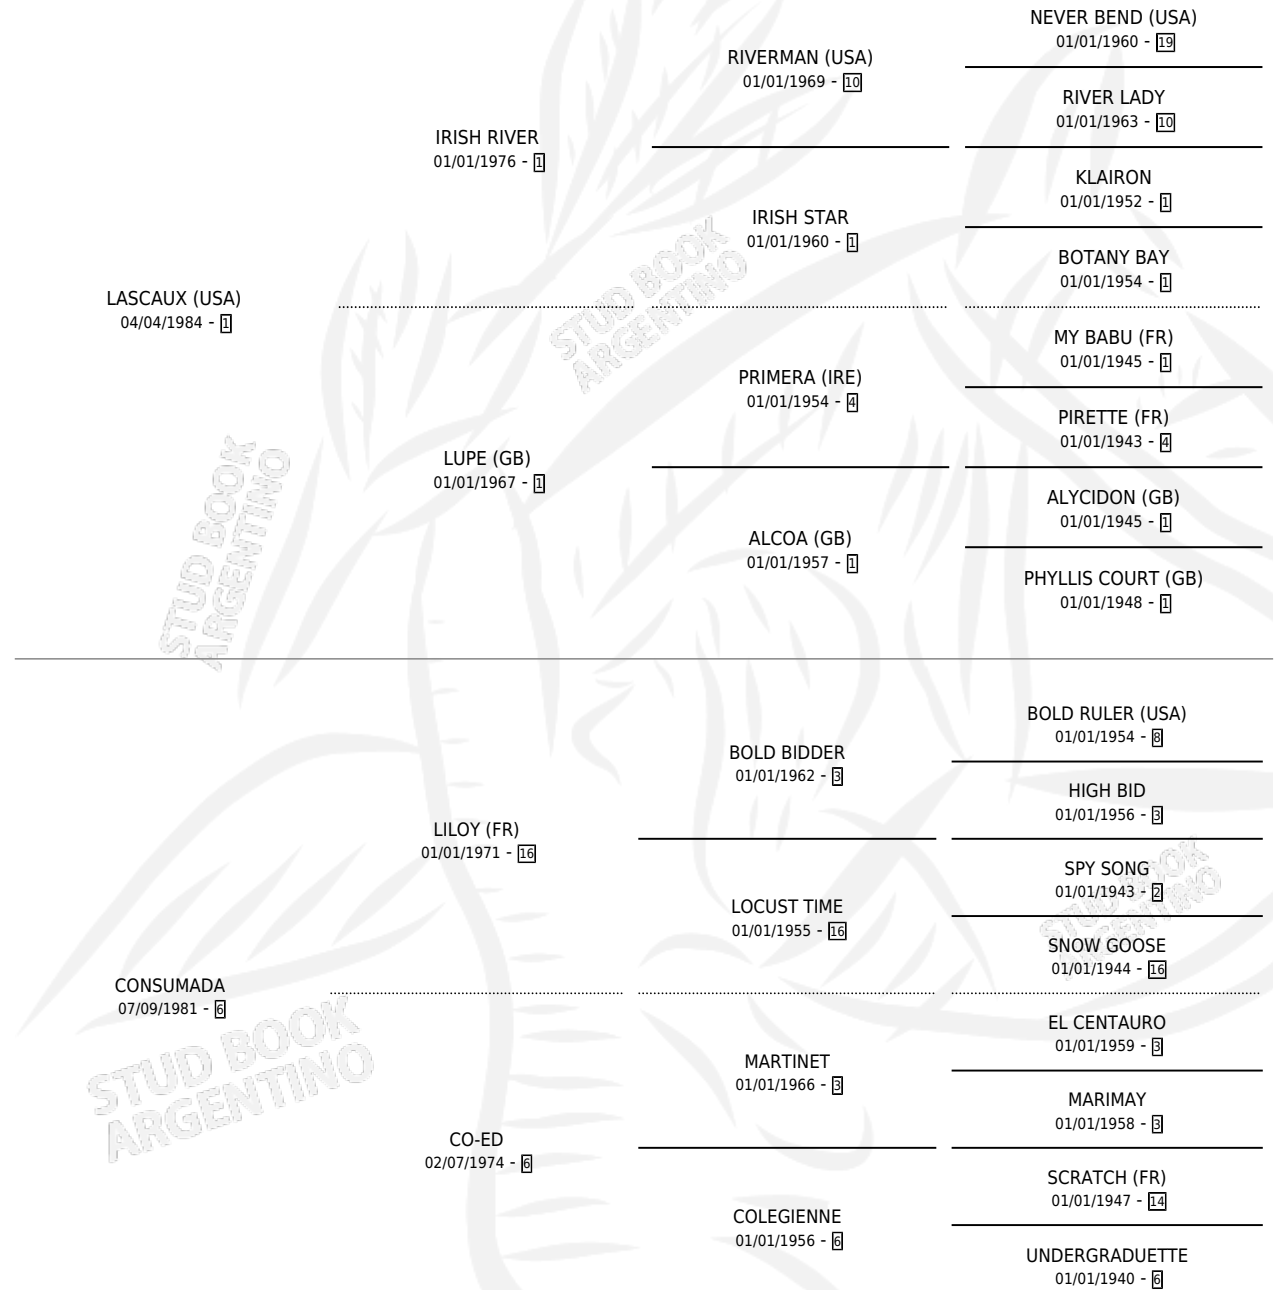 NEVER BEND (USA)
01/01/1960 - 19
RIVERMAN (USA)
01/01/1969 - 10
RIVER LADY
01/01/1963 - 10
IRISH RIVER
01/01/1976 - 1
KLAIRON
01/01/1952 - 1
IRISH STAR
01/01/1960 - 1
BOTANY BAY
01/01/1954 - 1
LASCAUX (USA)
04/04/1984 - 1
STUD BOOK
ARGENTINO
MY BABU (FR)
01/01/1945 - 1
PRIMERA (IRE)
01/01/1954 - 4
PIRETTE (FR)
01/01/1943 - 4
LUPE (GB)
01/01/1967 - 1
ALYCIDON (GB)
01/01/1945 - 1
ALCOA (GB)
01/01/1957 - 1
PHYLLIS COURT (GB)
01/01/1948 - 1
STUD BOOK
ARGENTINO
BOLD RULER (USA)
01/01/1954 - 8
BOLD BIDDER
01/01/1962 - 3
HIGH BID
01/01/1956 - 3
LILOY (FR)
01/01/1971 - 16
SPY SONG
01/01/1943 - 2
STUD BOOK
ARGENTINO
LOCUST TIME
01/01/1955 - 16
SNOW GOOSE
01/01/1944 - 16
CONSUMADA
07/09/1981 - 6
STUD BOOK
ARGENTINO
EL CENTAURO
01/01/1959 - 3
MARTINET
01/01/1966 - 3
MARIMAY
01/01/1958 - 3
CO-ED
02/07/1974 - 6
SCRATCH (FR)
01/01/1947 - 14
COLEGIENNE
01/01/1956 - 6
UNDERGRADUETTE
01/01/1940 - 6